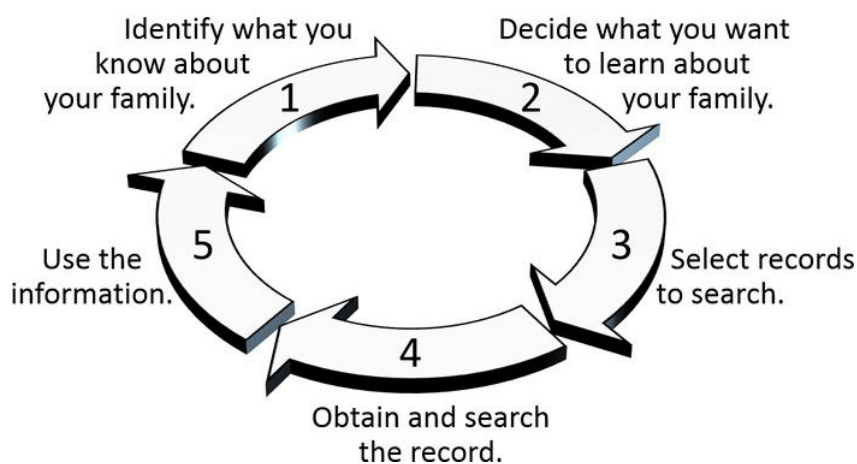 Identify what you
know about
your family.
1
Decide what you want
to learn about
your family.
2
3
Select records
to search.
4
Obtain and search
the record.
5
Use the
information.